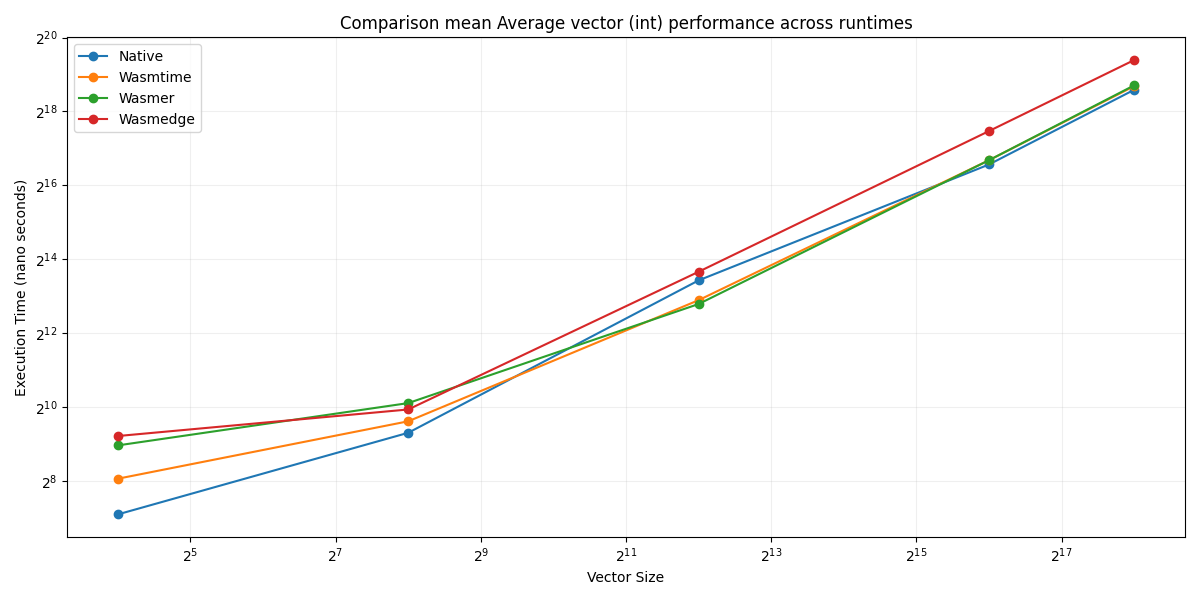 Comparison mean Average vector (int) performance across runtimes
Native
Wasmtime
Wasmer
Wasmedge
Execution Time (nano seconds)
2^20
2^18
2^16
2^14
2^12
2^10
2^8
2^5
2^7
2^9
2^11
2^13
2^15
2^17
Vector Size